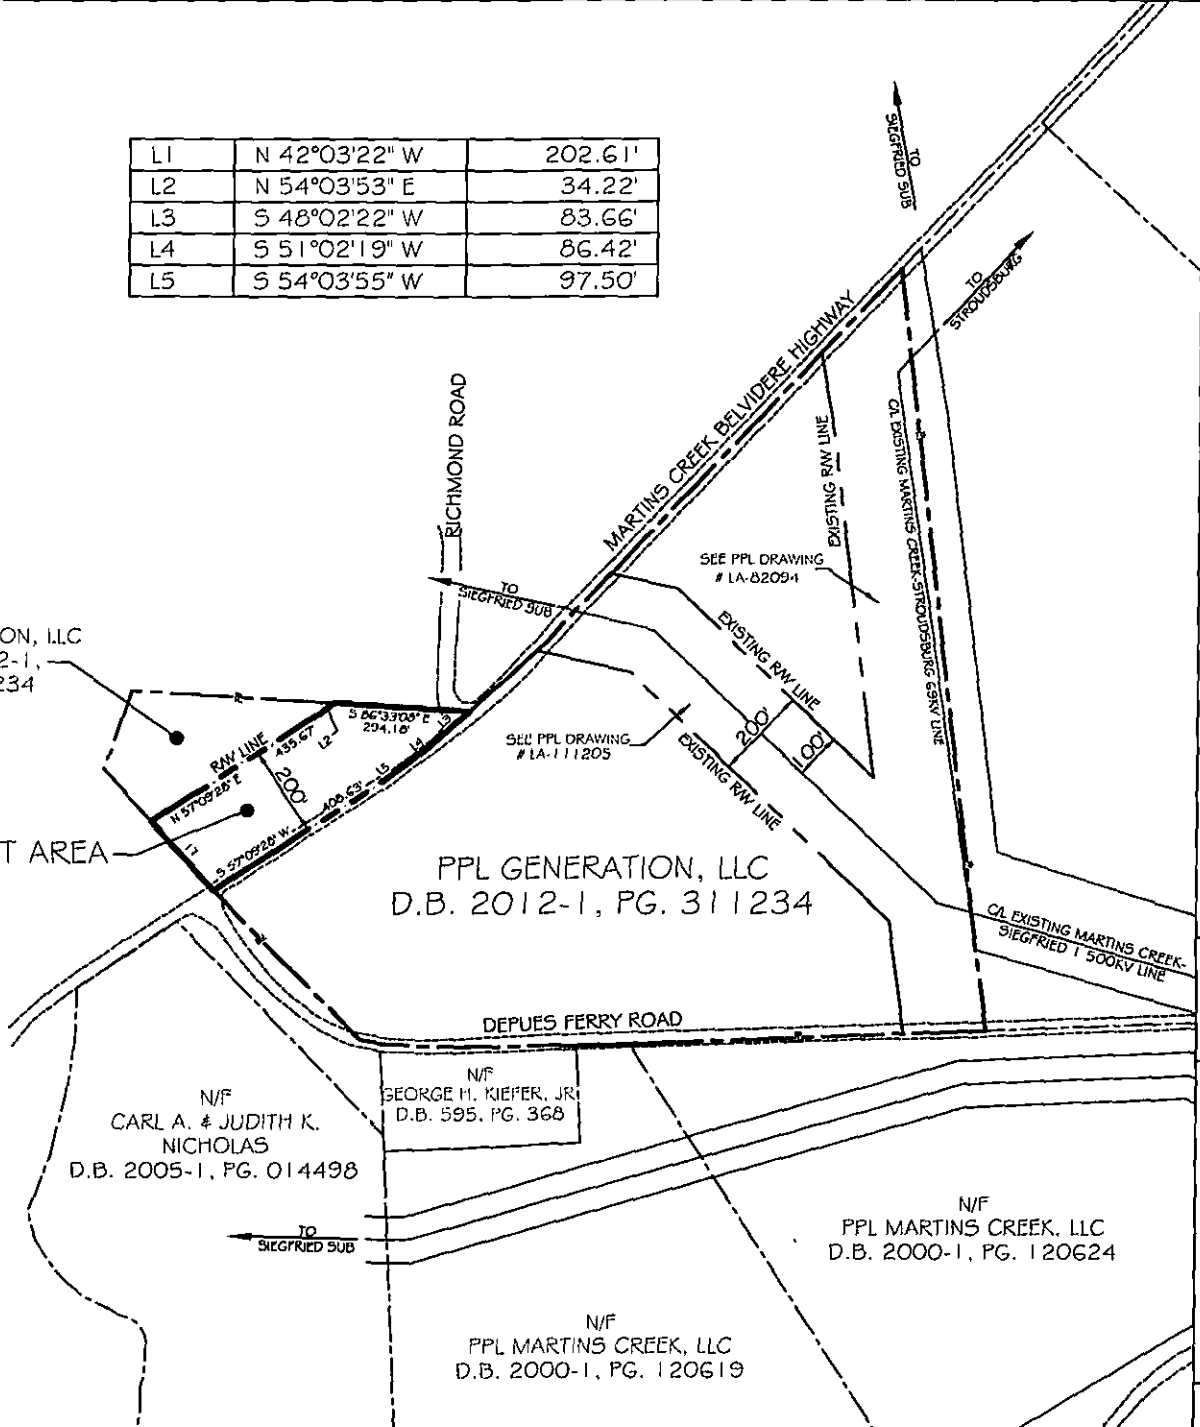 L1 N 42°03'22" W 202.61'
L2 N 54°03'53" E 34.22'
L3 S 48°02'22" W 83.66'
L4 S 51°02'19" W 86.42'
L5 S 54°03'55" W 97.50'
TO
SIEGFRIED SUB
TO
STROUDSBURG
MARTINS CREEK BELVIDERE HIGHWAY
RICHMOND ROAD
EXISTING R/W LINE
C/L EXISTING MARTINS CREEK-STROUDSBURG 69KV LINE
SEE PPL DRAWING
# LA-82094
TO
SIEGFRIED SUB
EXISTING R/W LINE
ON, LLC
2-1,
234
S 86°33'08" E
294.18'
L3
L4
L5
L2
R/W LINE
435.67'
N 57°09'28" E
200'
408.63'
S 57°09'28" W
L1
SEE PPL DRAWING
# LA-111205
EXISTING R/W LINE
200'
100'
T AREA
PPL GENERATION, LLC
D.B. 2012-1, PG. 311234
C/L EXISTING MARTINS CREEK-
SIEGFRIED 1 500KV LINE
DEPUES FERRY ROAD
N/F
GEORGE H. KIEFER, JR
D.B. 595, PG. 368
N/F
CARL A. & JUDITH K.
NICHOLAS
D.B. 2005-1, PG. 014498
TO
SIEGFRIED SUB
N/F
PPL MARTINS CREEK, LLC
D.B. 2000-1, PG. 120624
N/F
PPL MARTINS CREEK, LLC
D.B. 2000-1, PG. 120619